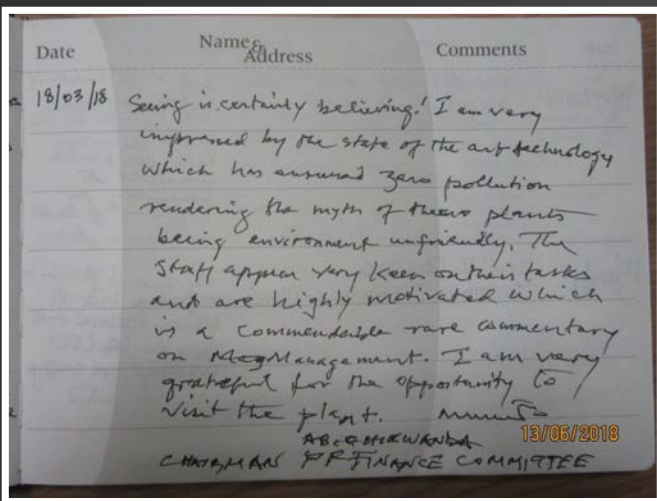 Date Name & Address Comments
18/03/18 Seeing is certainly believing! I am very
impressed by the state of the art technology
which has ensured zero pollution
rendering the myth of these plants
being environment unfriendly. The
staff appear very keen on their tasks
and are highly motivated which
is a commendable rare commentary
on Management. I am very
grateful for the opportunity to
visit the plant.
13/06/2018
CHAIRMAN FINANCE COMMITTEE